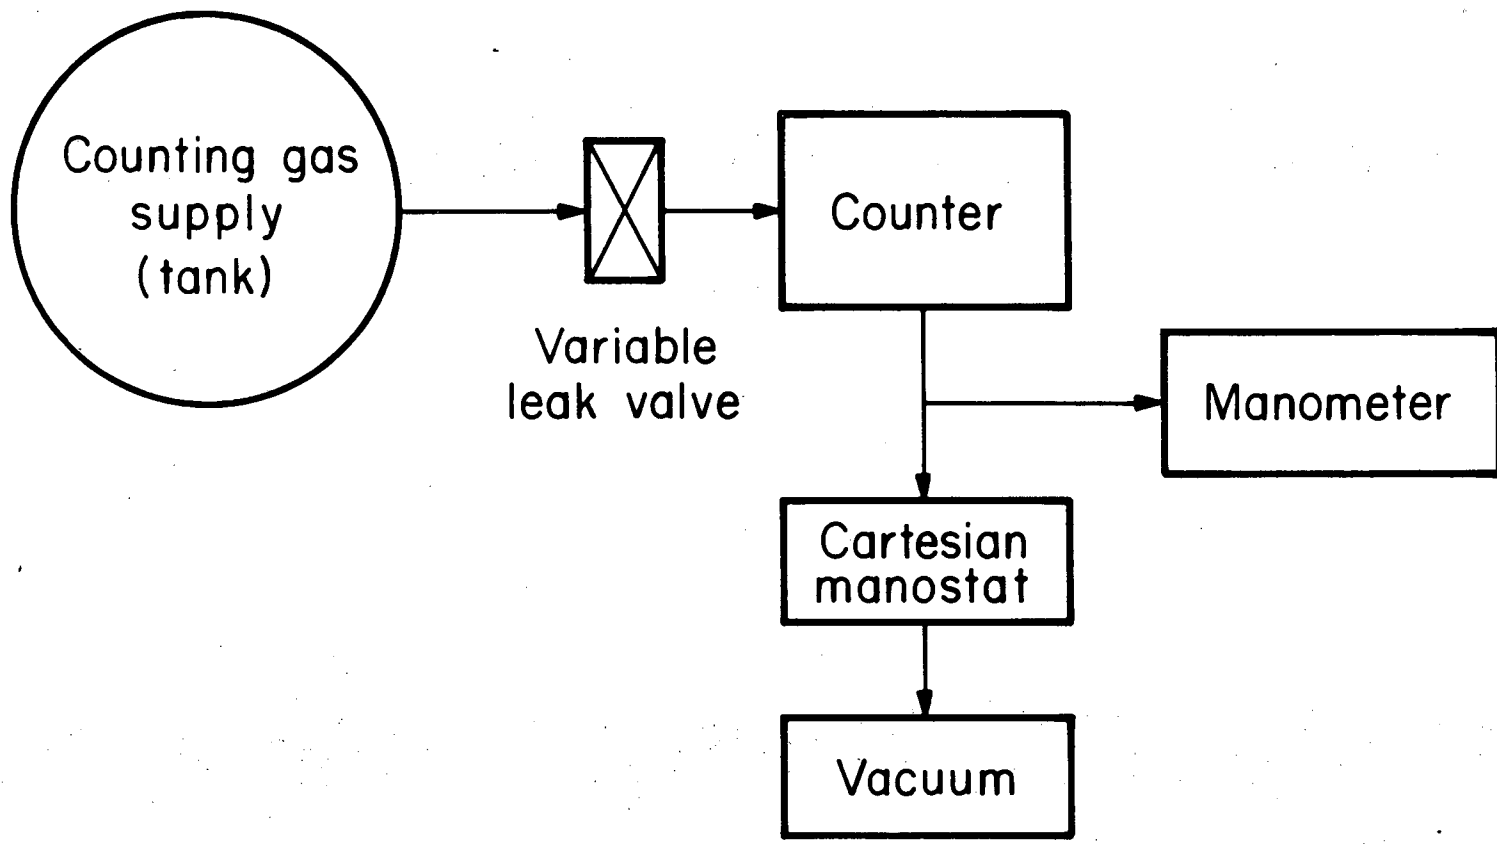 Counting gas
supply
(tank)
Variable
leak valve
Counter
Manometer
Cartesian
manostat
Vacuum